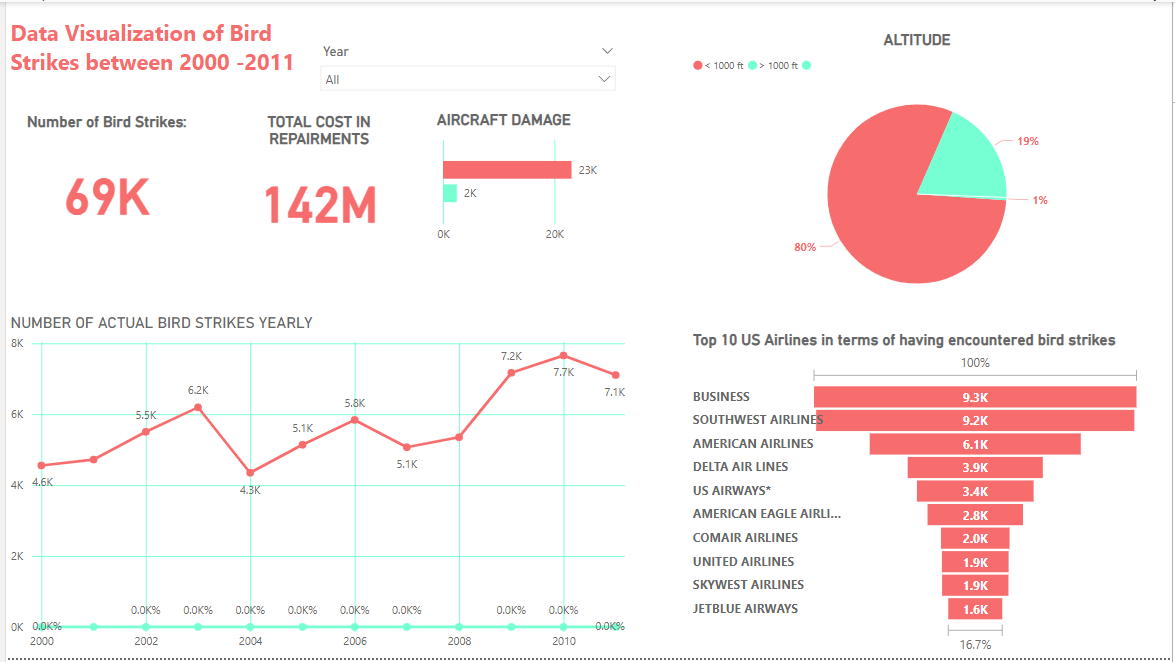 Data Visualization of Bird
Strikes between 2000 -2011
Year
All
Number of Bird Strikes:
69K
TOTAL COST IN
REPAIRMENTS
142M
AIRCRAFT DAMAGE
23K
2K
0K 20K
ALTITUDE
< 1000 ft > 1000 ft
19%
1%
80%
NUMBER OF ACTUAL BIRD STRIKES YEARLY
8K
6K
4K
2K
0K
4.6K
5.5K
6.2K
4.3K
5.1K
5.8K
5.1K
7.2K
7.7K
7.1K
0.0K% 0.0K% 0.0K% 0.0K% 0.0K% 0.0K% 0.0K% 0.0K% 0.0K% 0.0K%
2000 2002 2004 2006 2008 2010
Top 10 US Airlines in terms of having encountered bird strikes
100%
BUSINESS 9.3K
SOUTHWEST AIRLINES 9.2K
AMERICAN AIRLINES 6.1K
DELTA AIR LINES 3.9K
US AIRWAYS* 3.4K
AMERICAN EAGLE AIRLI... 2.8K
COMAIR AIRLINES 2.0K
UNITED AIRLINES 1.9K
SKYWEST AIRLINES 1.9K
JETBLUE AIRWAYS 1.6K
16.7%